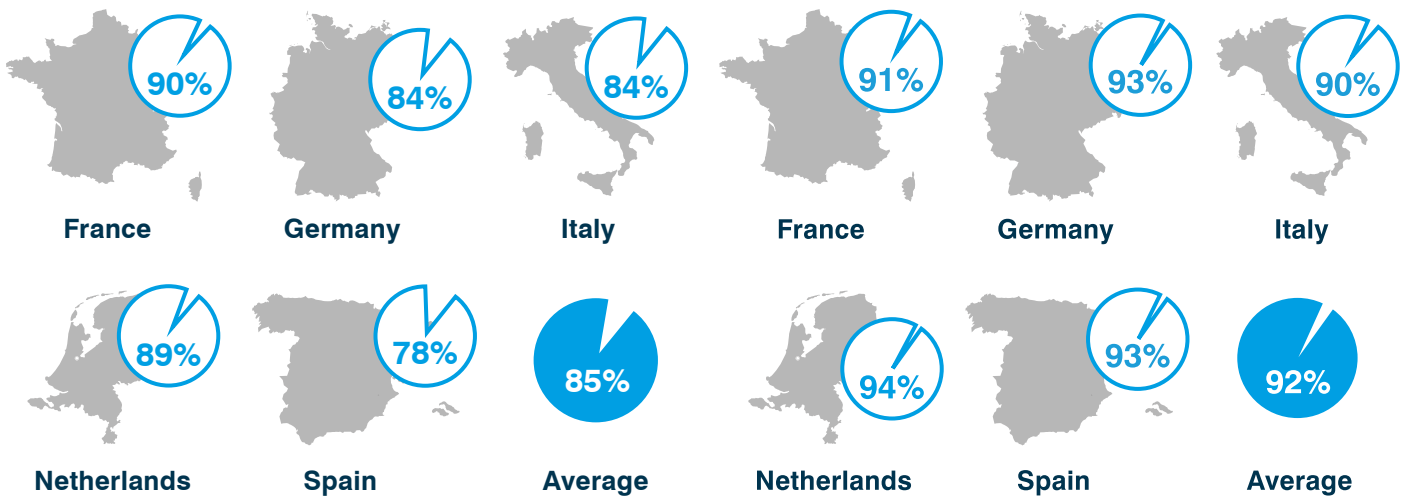 90%
84%
84%
91%
93%
90%
France
Germany
Italy
France
Germany
Italy
89%
78%
85%
94%
93%
92%
Netherlands
Spain
Average
Netherlands
Spain
Average